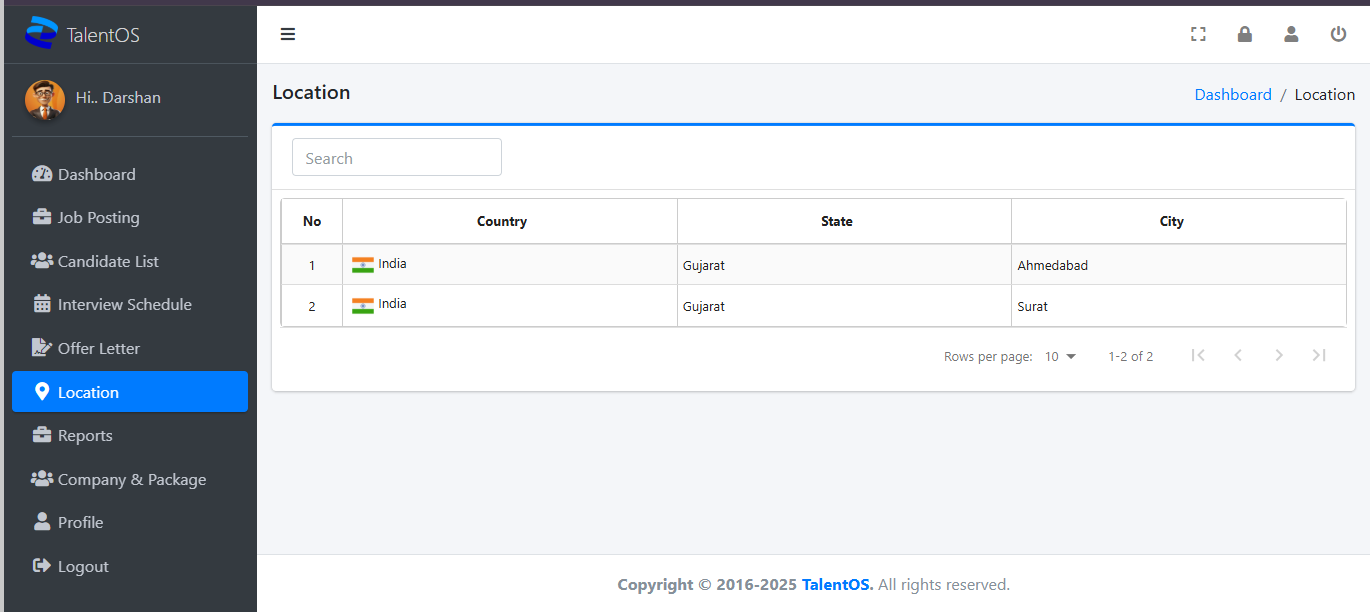 TalentOS
Hi.. Darshan
Dashboard
Job Posting
Candidate List
Interview Schedule
Offer Letter
Location
Reports
Company & Package
Profile
Logout
Location
Dashboard / Location
Search
No Country State City
1 India Gujarat Ahmedabad
2 India Gujarat Surat
Rows per page: 10 1-2 of 2
Copyright © 2016-2025 TalentOS. All rights reserved.